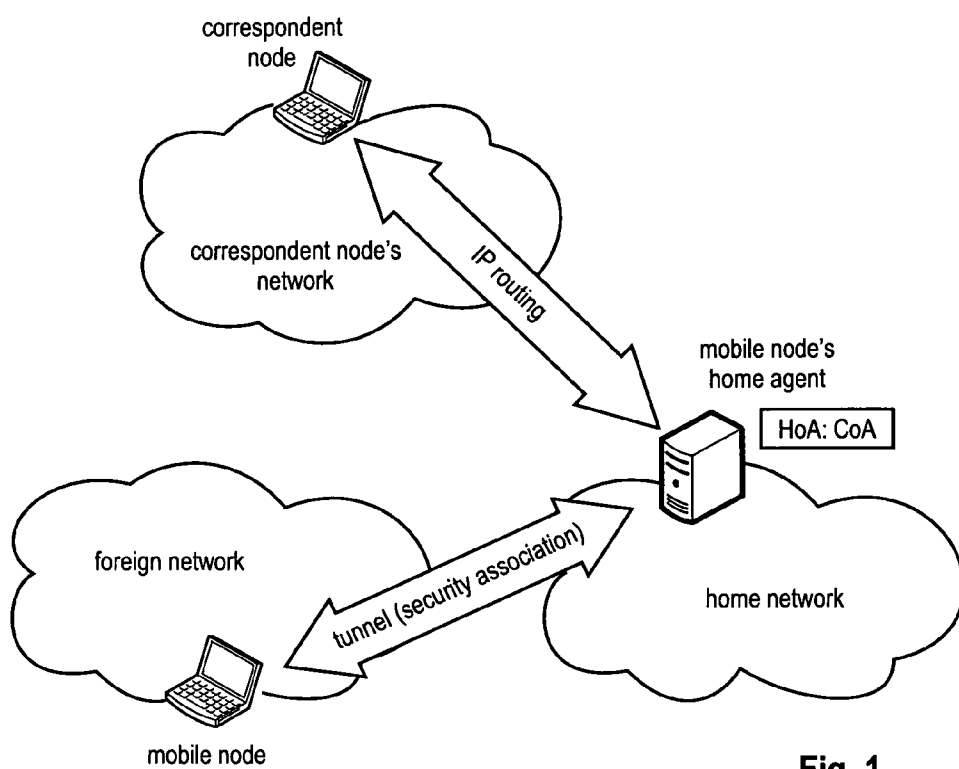 correspondent
node
correspondent node's
network
IP routing
mobile node's
home agent
HoA: CoA
foreign network
tunnel (security association)
home network
mobile node
Fig. 1